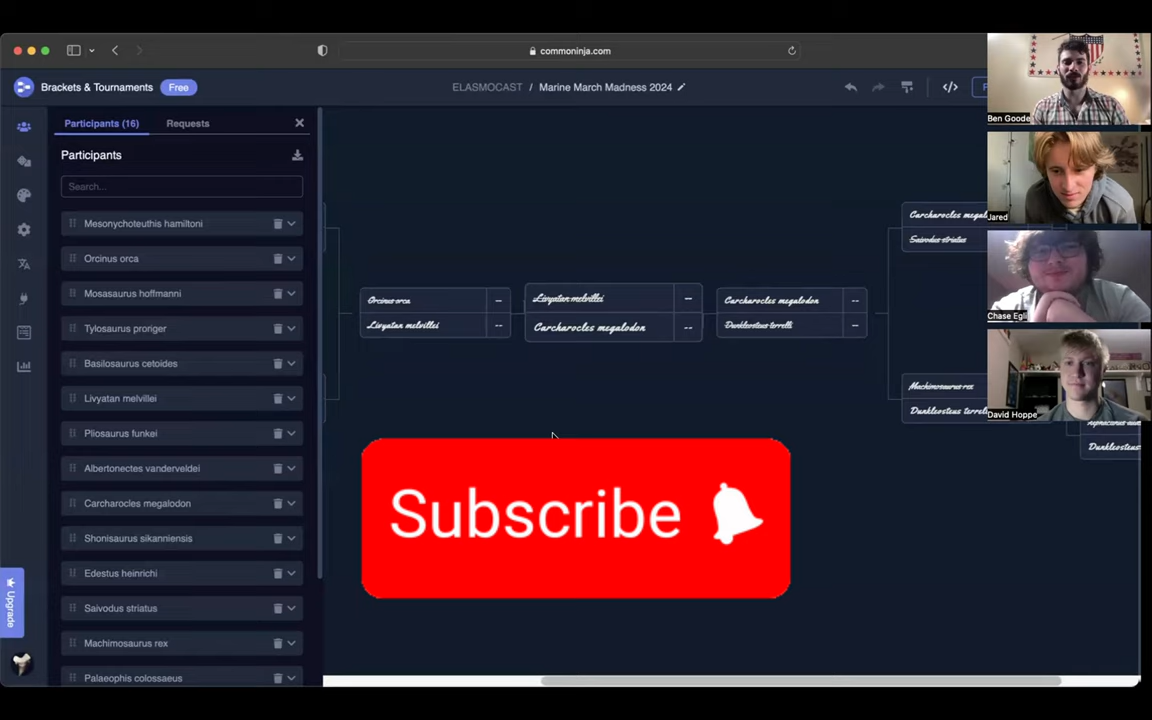 commoninja.com
Brackets & Tournaments Free
ELASMOCAST / Marine March Madness 2024
</>
Participants (16) Requests
Participants
Search...
Mesonychoteuthis hamiltoni
Orcinus orca
Mosasaurus hoffmanni
Tylosaurus proriger
Basilosaurus cetoides
Livyatan melvillei
Pliosaurus funkei
Albertonectes vanderveldei
Carcharocles megalodon
Shonisaurus sikanniensis
Edestus heinrichi
Saivodus striatus
Machimosaurus rex
Palaeophis colossaeus
Upgrade
Orcinus orca --
Livyatan melvillei --
Livyatan melvillei --
Carcharocles megalodon --
Carcharocles megalodon --
Dunkleosteus terrelli --
Carcharocles
Saivodus striatus
Machimosaurus rex
Dunkleosteus
Dunkleosteus
Subscribe
Ben Goode
Jared
Chase Egli
David Hoppe